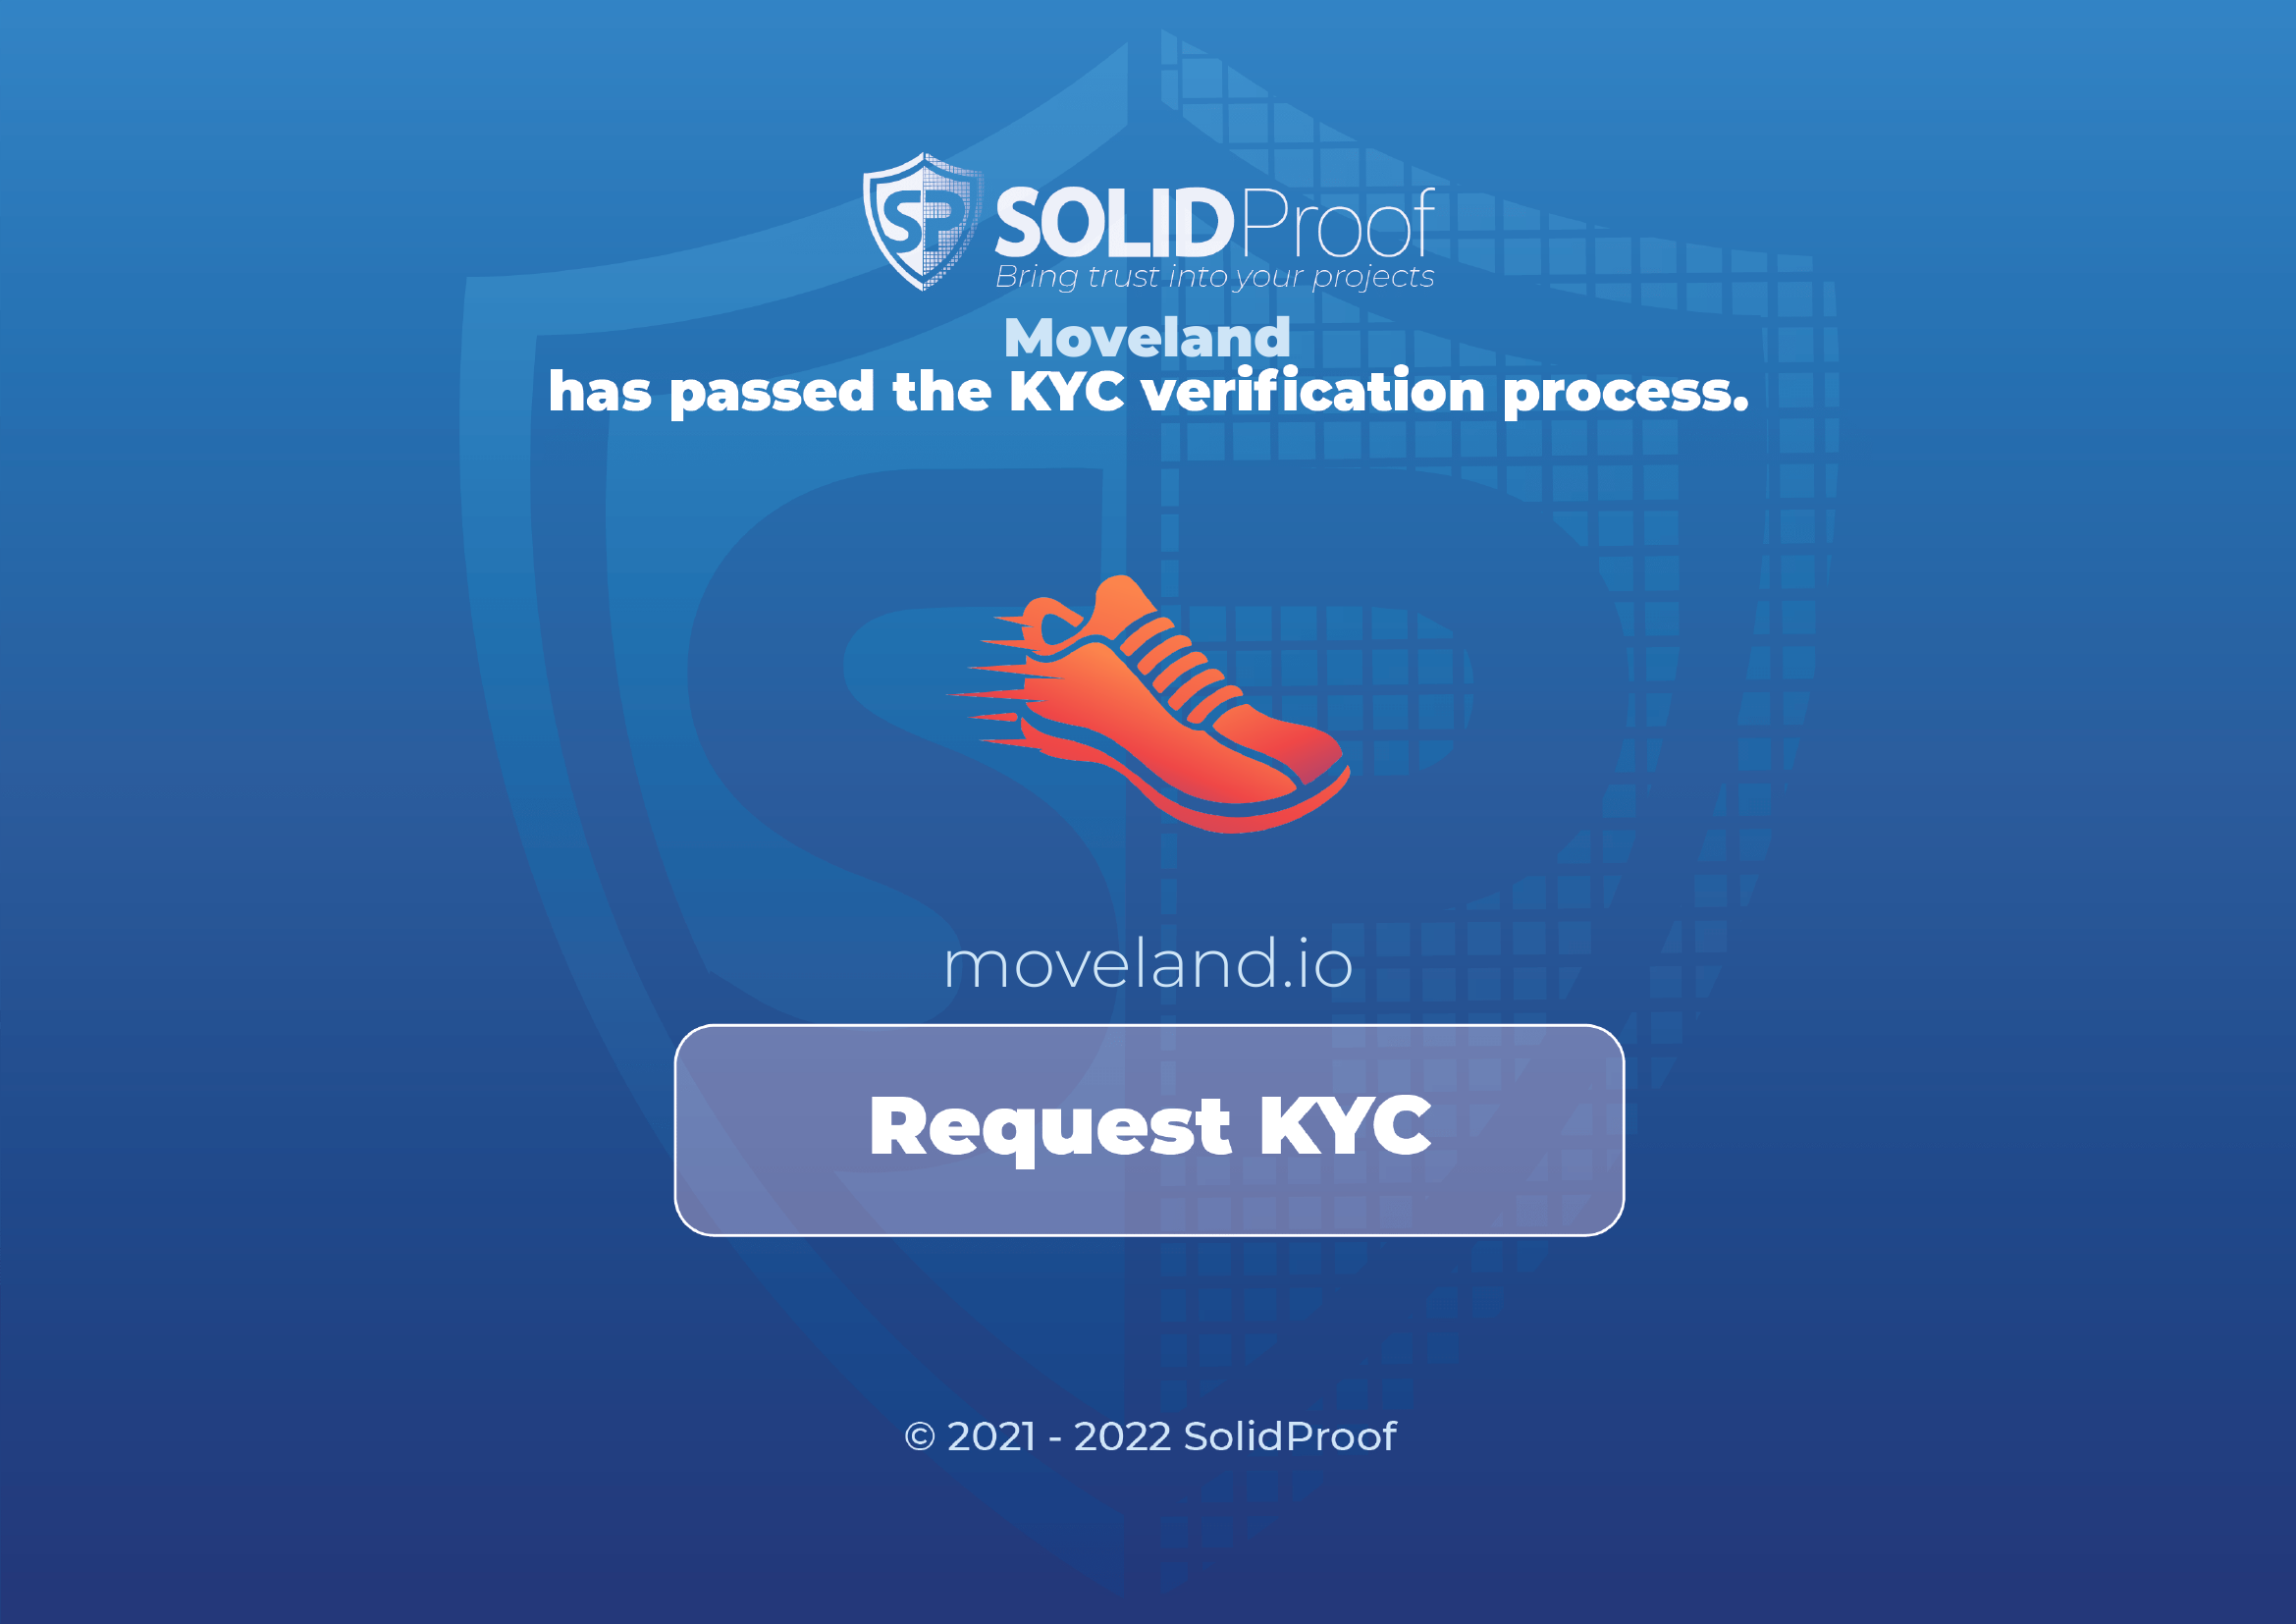 SP SOLIDProof
Bring trust into your projects
Moveland
has passed the KYC verification process.
moveland.io
Request KYC
© 2021 - 2022 SolidProof